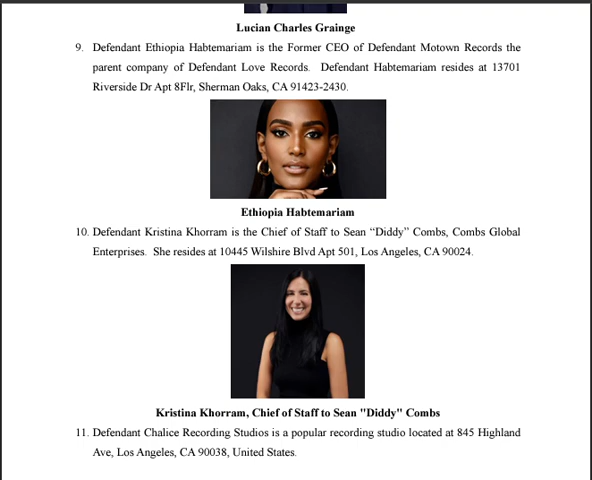 Lucian Charles Grainge
9. Defendant Ethiopia Habtemariam is the Former CEO of Defendant Motown Records the
parent company of Defendant Love Records. Defendant Habtemariam resides at 13701
Riverside Dr Apt 8Flr, Sherman Oaks, CA 91423-2430.
Ethiopia Habtemariam
10. Defendant Kristina Khorram is the Chief of Staff to Sean “Diddy” Combs, Combs Global
Enterprises. She resides at 10445 Wilshire Blvd Apt 501, Los Angeles, CA 90024.
Kristina Khorram, Chief of Staff to Sean "Diddy" Combs
11. Defendant Chalice Recording Studios is a popular recording studio located at 845 Highland
Ave, Los Angeles, CA 90038, United States.